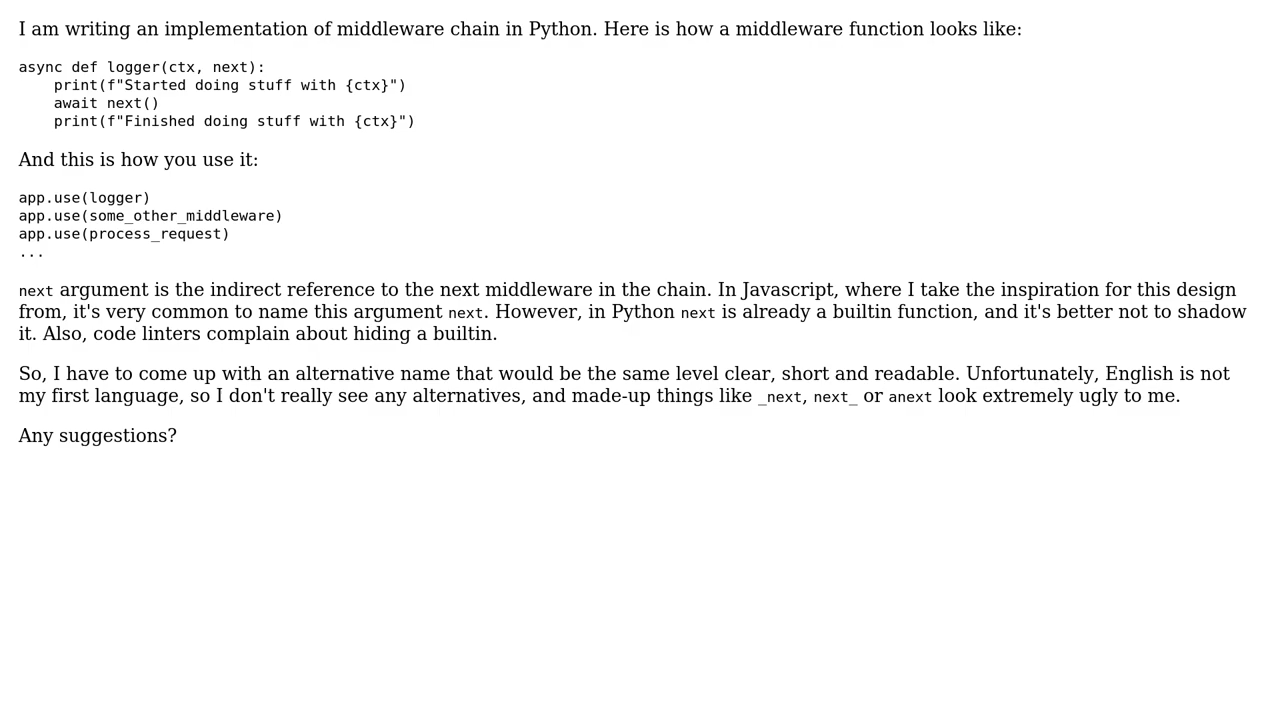 I am writing an implementation of middleware chain in Python. Here is how a middleware function looks like:
async def logger(ctx, next):
    print(f"Started doing stuff with {ctx}")
    await next()
    print(f"Finished doing stuff with {ctx}")
And this is how you use it:
app.use(logger)
app.use(some_other_middleware)
app.use(process_request)
...
next argument is the indirect reference to the next middleware in the chain. In Javascript, where I take the inspiration for this design
from, it's very common to name this argument next. However, in Python next is already a builtin function, and it's better not to shadow
it. Also, code linters complain about hiding a builtin.
So, I have to come up with an alternative name that would be the same level clear, short and readable. Unfortunately, English is not
my first language, so I don't really see any alternatives, and made-up things like _next, next_ or anext look extremely ugly to me.
Any suggestions?